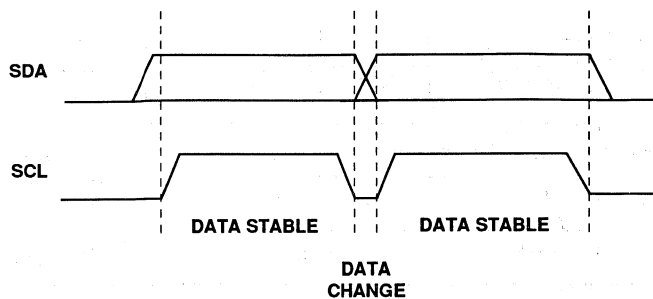 SDA
SCL
DATA STABLE
DATA STABLE
DATA
CHANGE